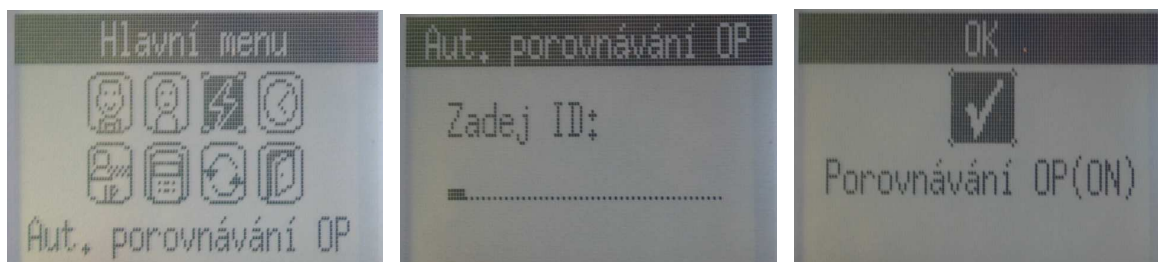 Hlavní menu
Aut. porovnávání OP
Aut. porovnávání OP
Zadej ID:
OK
Porovnávání OP(ON)